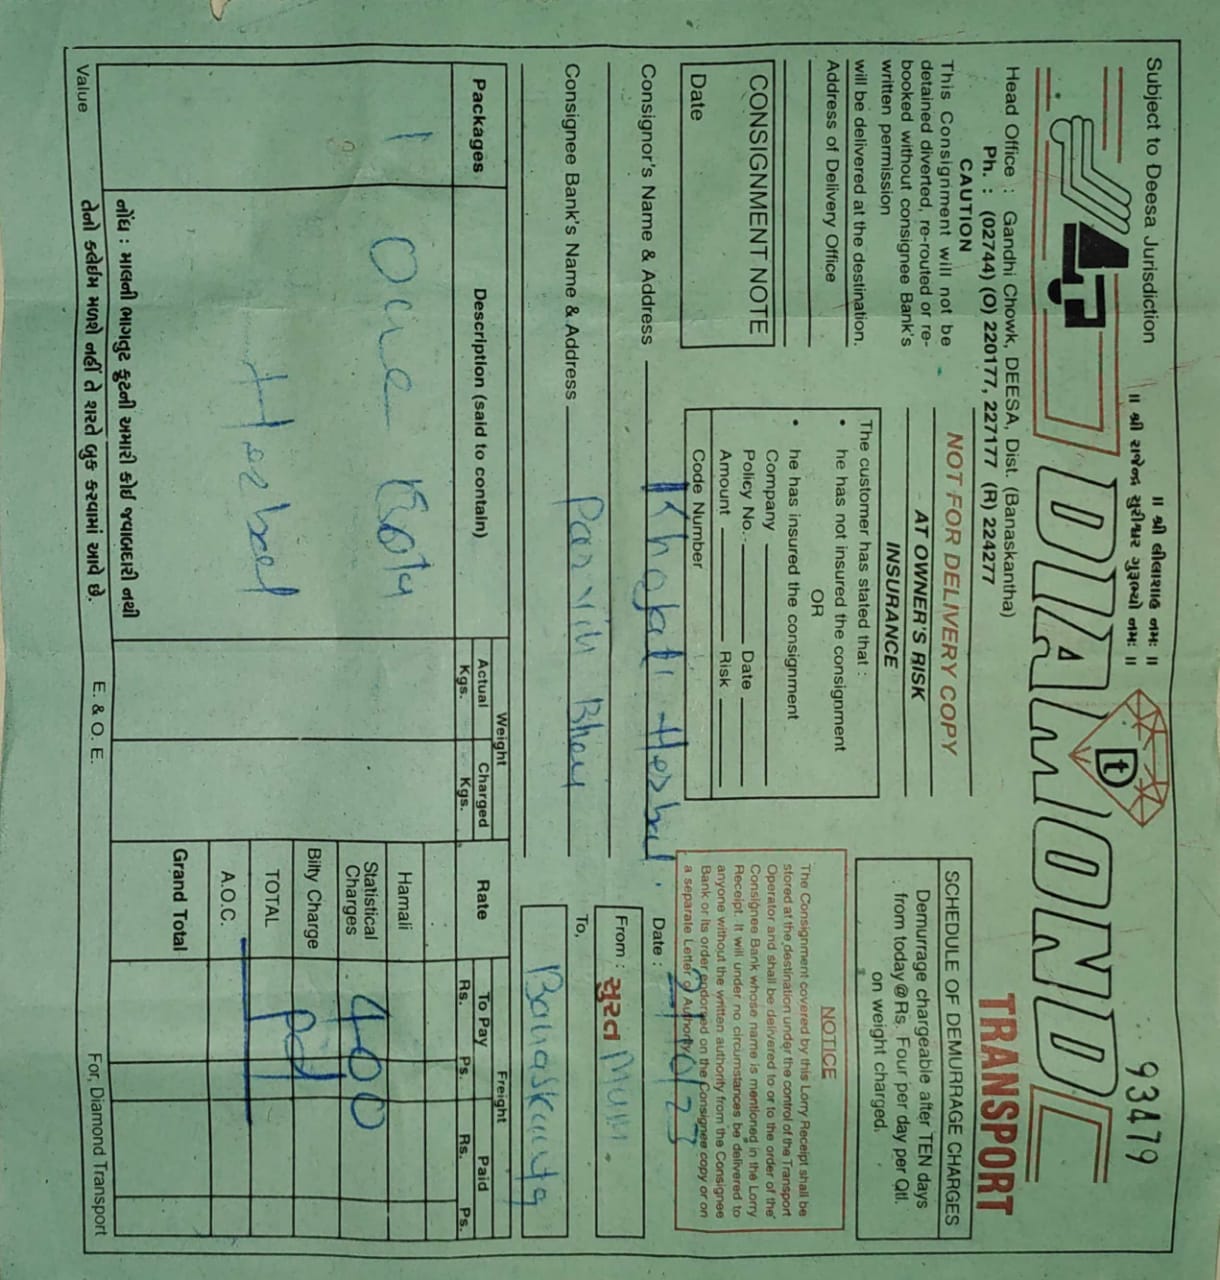 Subject to Deesa Jurisdiction
॥ શ્રી લીલાશાહ નમઃ ॥
॥ શ્રી રાજેન્દ્ર સુરીશ્વર ગુરૂભ્યો નમઃ ॥
93479
DIAMOND
t
TRANSPORT
Head Office : Gandhi Chowk, DEESA, Dist. (Banaskantha)
Ph. : (02744) (O) 220177, 227177 (R) 224277
CAUTION
This Consignment will not be
detained diverted, re-routed or re-
booked without consignee Bank's
written permission
will be delivered at the destination.
Address of Delivery Office
CONSIGNMENT NOTE
Date
NOT FOR DELIVERY COPY
AT OWNER'S RISK
INSURANCE
The customer has stated that :
• he has not insured the consignment
OR
• he has insured the consignment
Company
Policy No. Date
Amount Risk
Code Number
SCHEDULE OF DEMURRAGE CHARGES
Demurrage chargeable after TEN days
from today@Rs. Four per day per Qtl.
on weight charged.
NOTICE
The Consignment covered by this Lorry Receipt shall be
stored at the destination under the control of the Transport
Operator and shall be delivered to or to the order of the
Consignee Bank whose name is mentioned in the Lorry
Receipt. It will under no circumstances be delivered to
anyone without the written authority from the Consignee
Bank or its order endorsed on the Consignee copy or on
a separate Letter of Authority
Consignor's Name & Address Khajali Herbal
Date :
Consignee Bank's Name & Address Parvin Bhai
From : સુરત
To,
Packages
Description (said to contain)
Weight
Actual Kgs.
Charged Kgs.
Rate
Freight
To Pay
Rs. Ps.
Paid
Rs. Ps.
1
One
Herbal
Hamali
Statistical Charges 400
Bilty Charge
TOTAL
A.O.C.
Grand Total
નોંધ : માલની ભાગતુટ ફુટની અમારી કોઈ જવાબદારી નથી
તેનો કલેઈમ મળશે નહીં તે શરતે બુક કરવામાં આવે છે.
Value
E. & O. E.
For, Diamond Transport